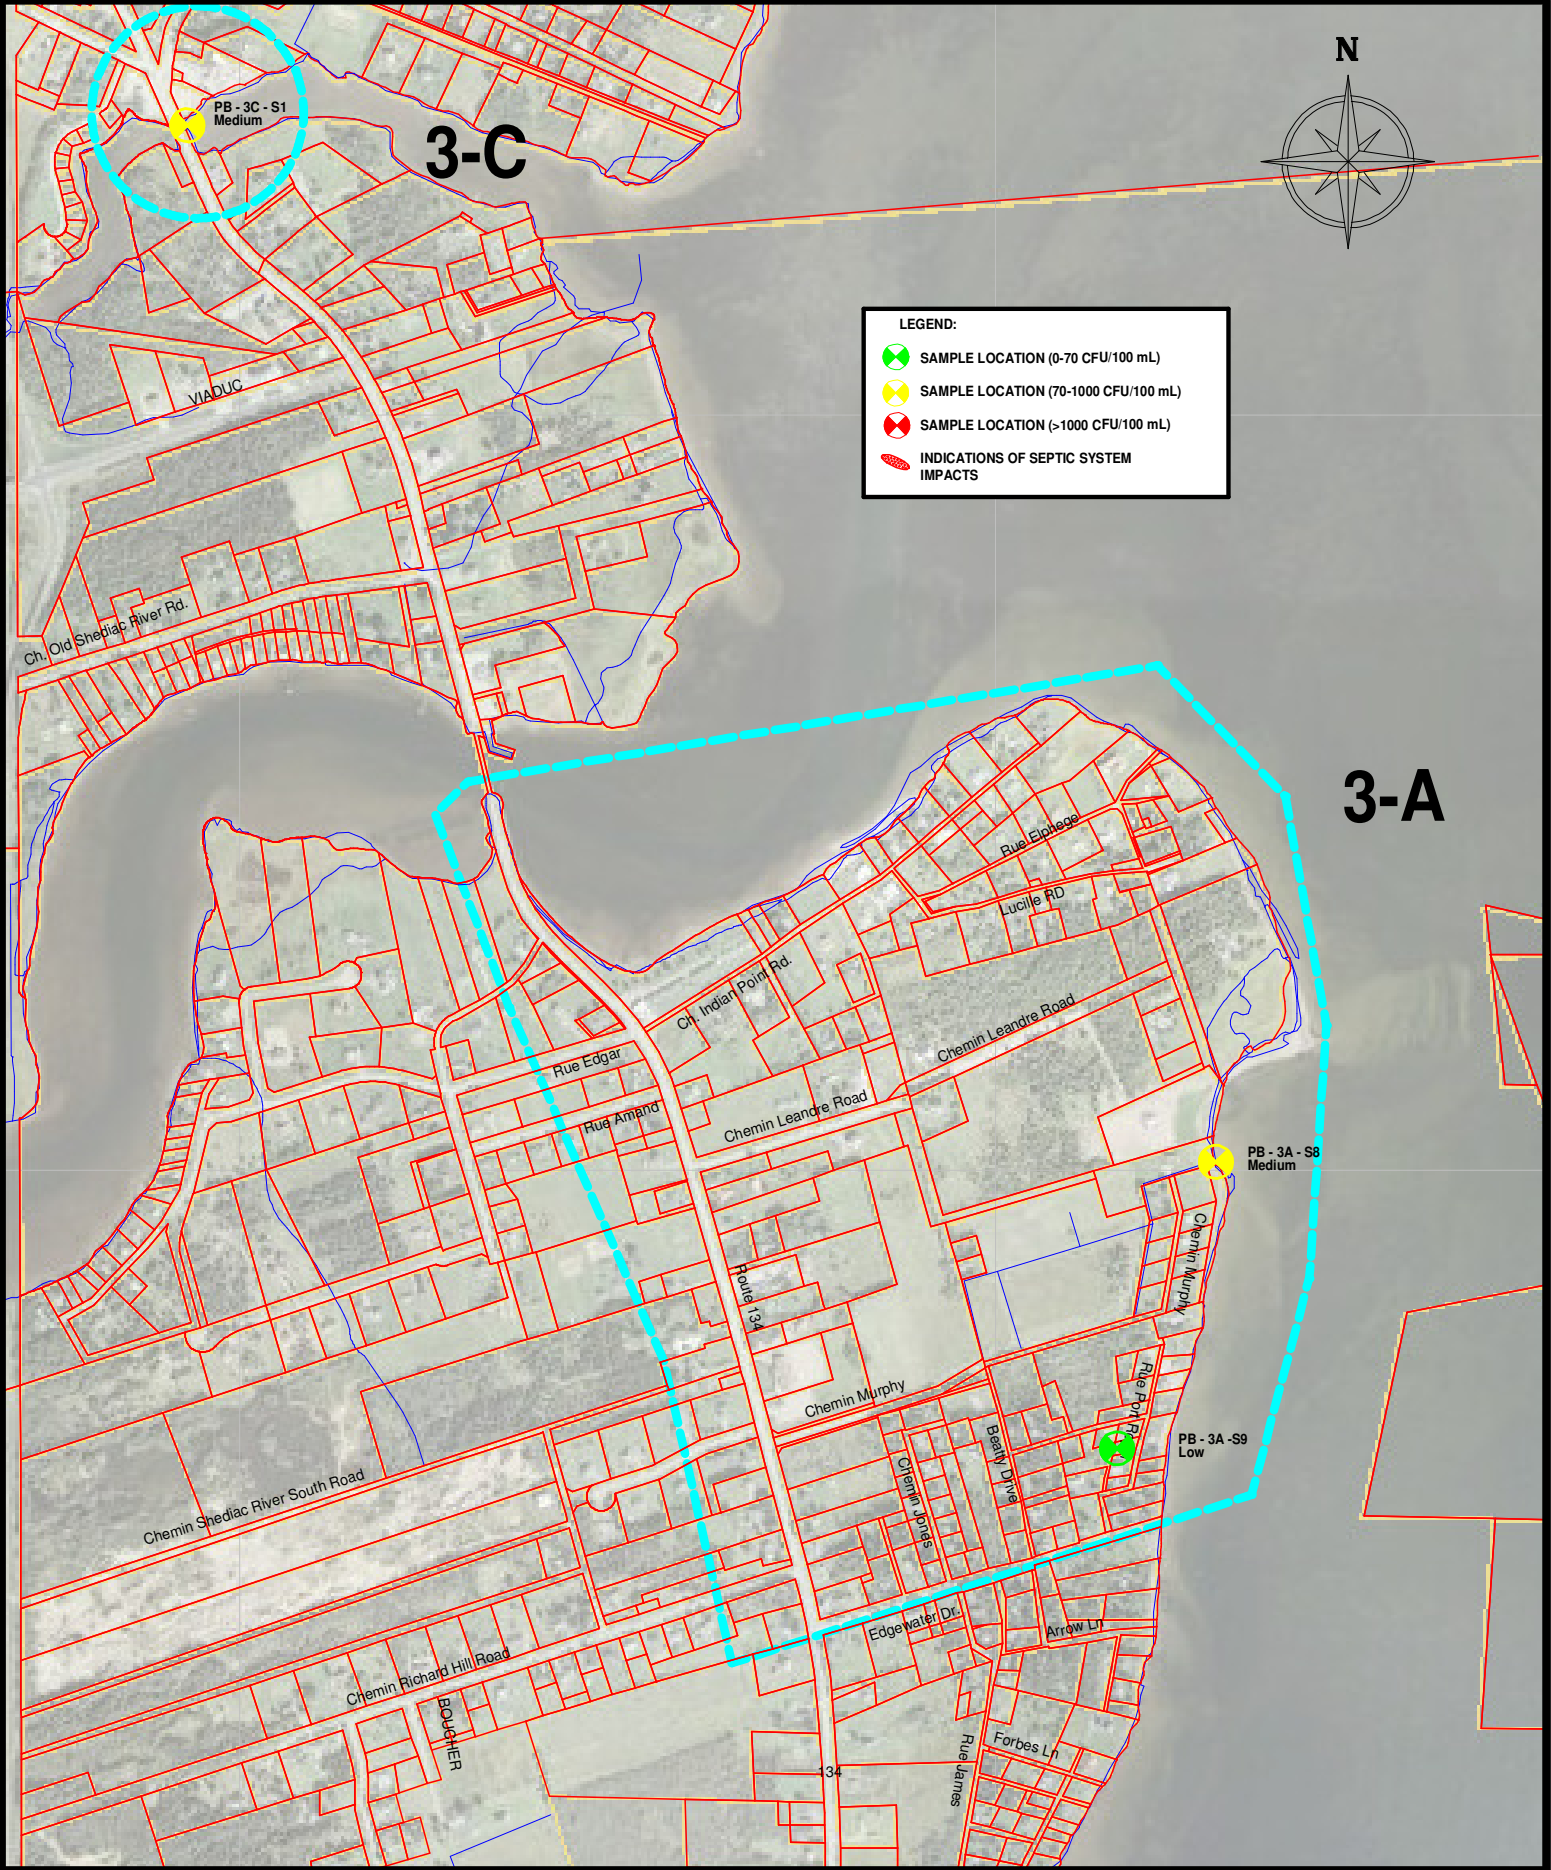 N
PB - 3C - S1
Medium
3-C
LEGEND:
SAMPLE LOCATION (0-70 CFU/100 mL)
SAMPLE LOCATION (70-1000 CFU/100 mL)
SAMPLE LOCATION (>1000 CFU/100 mL)
INDICATIONS OF SEPTIC SYSTEM
IMPACTS
VIADUC
Ch. Old Shediac River Rd.
3-A
Rue Elphege
Lucille RD
Ch. Indian Point Rd.
Chemin Leandre Road
Rue Edgar
Rue Amand
Chemin Leandre Road
PB - 3A - S8
Medium
Chemin Murphy
Route 134
Rue Port R
Chemin Murphy
Beatty Drive
PB - 3A -S9
Low
Chemin Jones
Chemin Shediac River South Road
Edgewater Dr.
Arrow Ln
Chemin Richard Hill Road
BOUCHER
Forbes Ln
Rue James
134